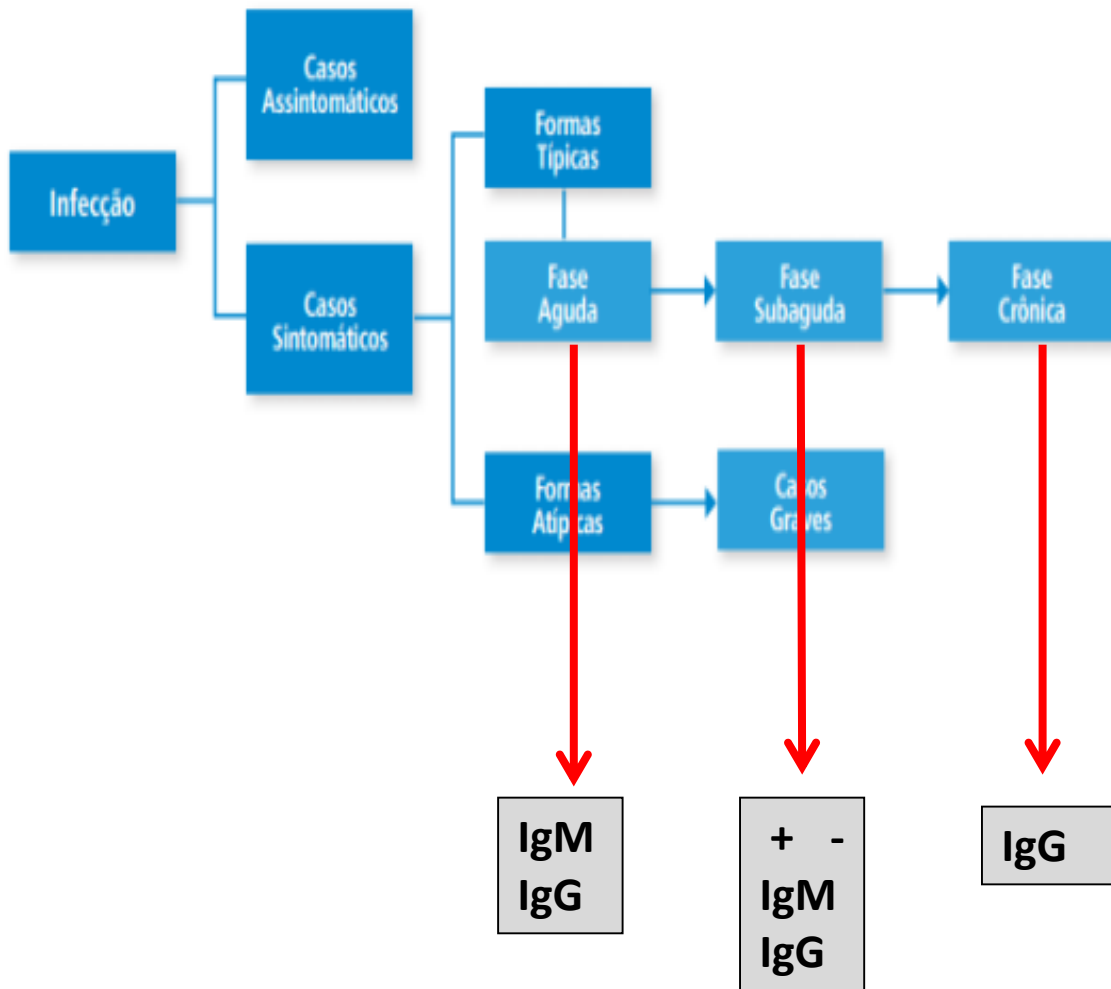 Casos
Assintomáticos
Formas
Típicas
Infecção
Casos
Sintomáticos
Fase
Aguda
Fase
Subaguda
Fase
Crônica
Formas
Atípicas
Casos
Graves
IgM
IgG
+ -
IgM
IgG
IgG